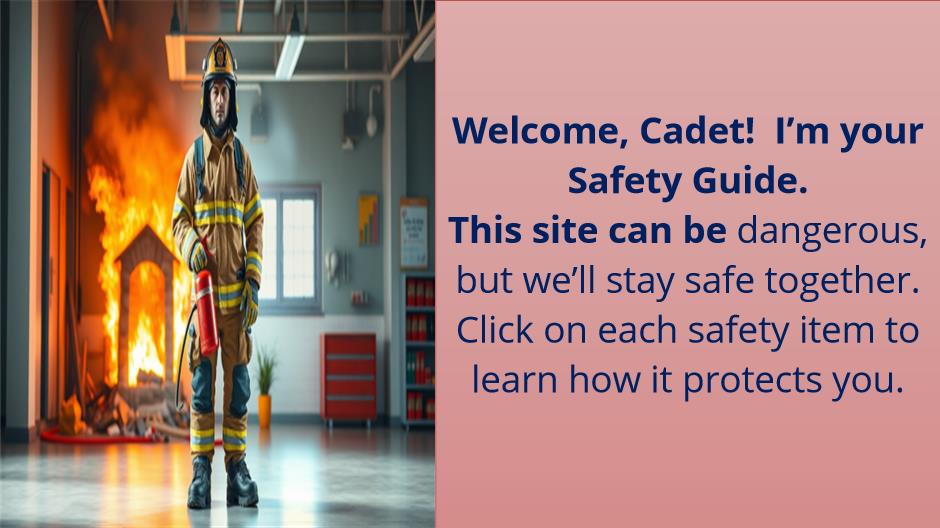 Welcome, Cadet!  I’m your
Safety Guide.
This site can be dangerous,
but we’ll stay safe together.
Click on each safety item to
learn how it protects you.